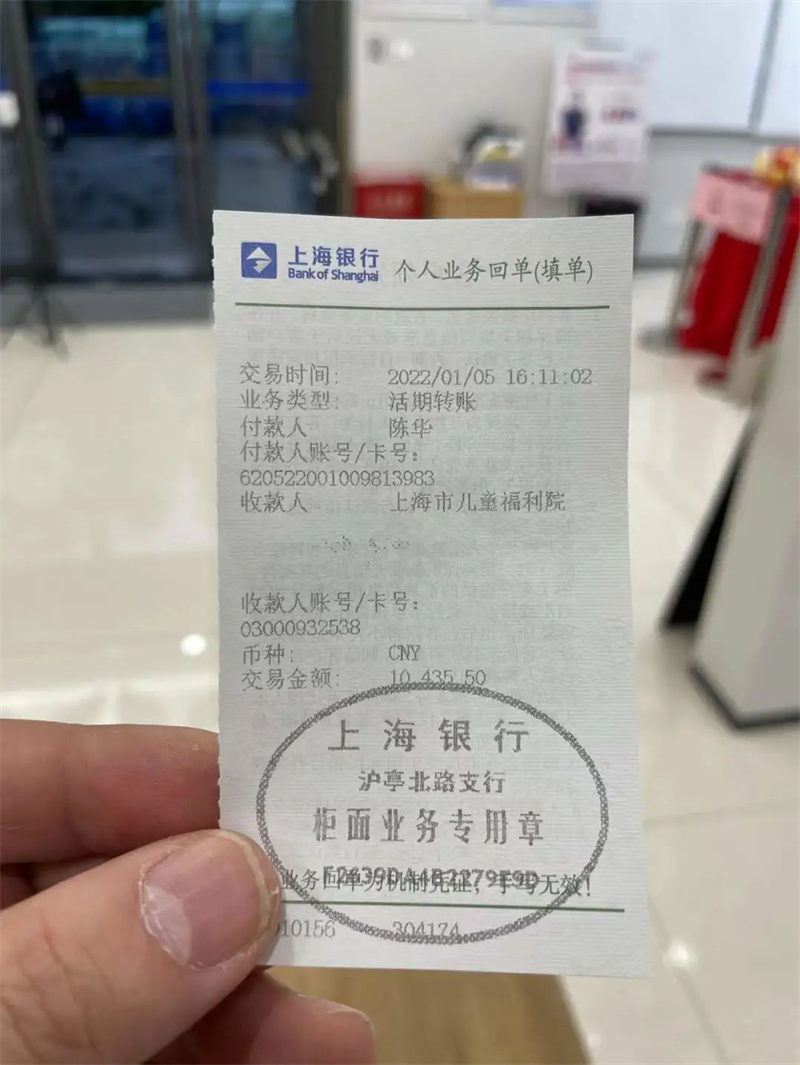 上海银行
Bank of Shanghai
个人业务回单(填单)
交易时间: 2022/01/05 16:11:02
业务类型: 活期转账
付款人 陈华
付款人账号/卡号:
620522001009813983
收款人 上海市儿童福利院
收款人账号/卡号:
03000932538
币种: CNY
交易金额: 10,435.50
上海银行
沪亭北路支行
柜面业务专用章
F2639DA4B2279E9D
业务回单为机制凭证,手写无效!
010156 304174